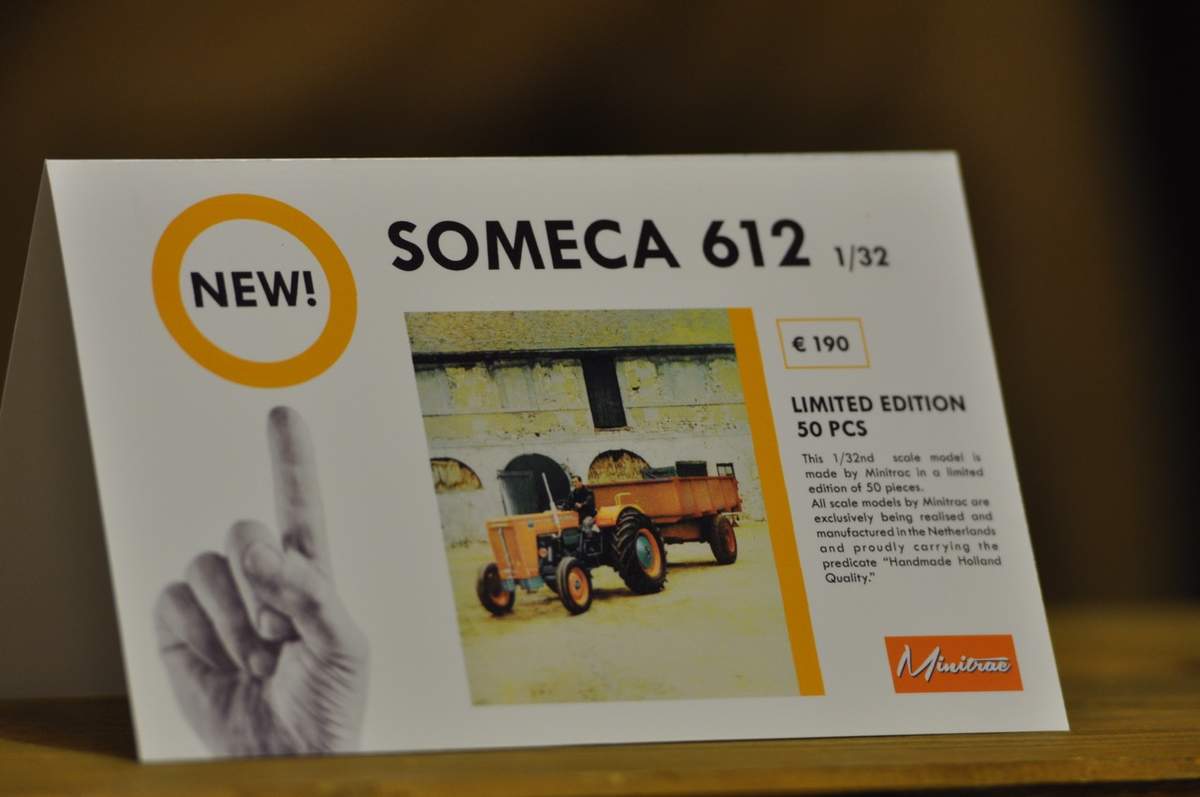 NEW!
SOMECA 612 1/32
€ 190
LIMITED EDITION
50 PCS
This 1/32nd scale model is
made by Minitrac in a limited
edition of 50 pieces.
All scale models by Minitrac are
exclusively being realised and
manufactured in the Netherlands
and proudly carrying the
predicate “Handmade Holland
Quality.”
Minitrac